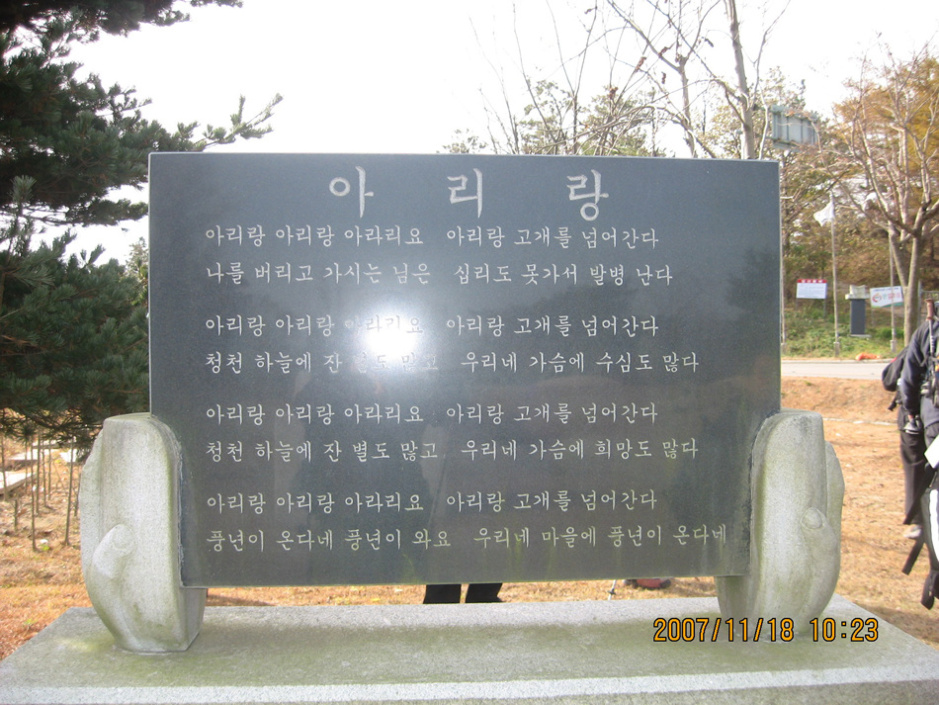 아 리 랑
아리랑 아리랑 아라리요 아리랑 고개를 넘어간다
나를 버리고 가시는 님은 십리도 못가서 발병 난다
아리랑 아리랑 아라리요 아리랑 고개를 넘어간다
청천 하늘에 잔 별도 많고 우리네 가슴에 수심도 많다
아리랑 아리랑 아라리요 아리랑 고개를 넘어간다
청천 하늘에 잔 별도 많고 우리네 가슴에 희망도 많다
아리랑 아리랑 아라리요 아리랑 고개를 넘어간다
풍년이 온다네 풍년이 와요 우리네 마을에 풍년이 온다네
2007/11/18 10:23